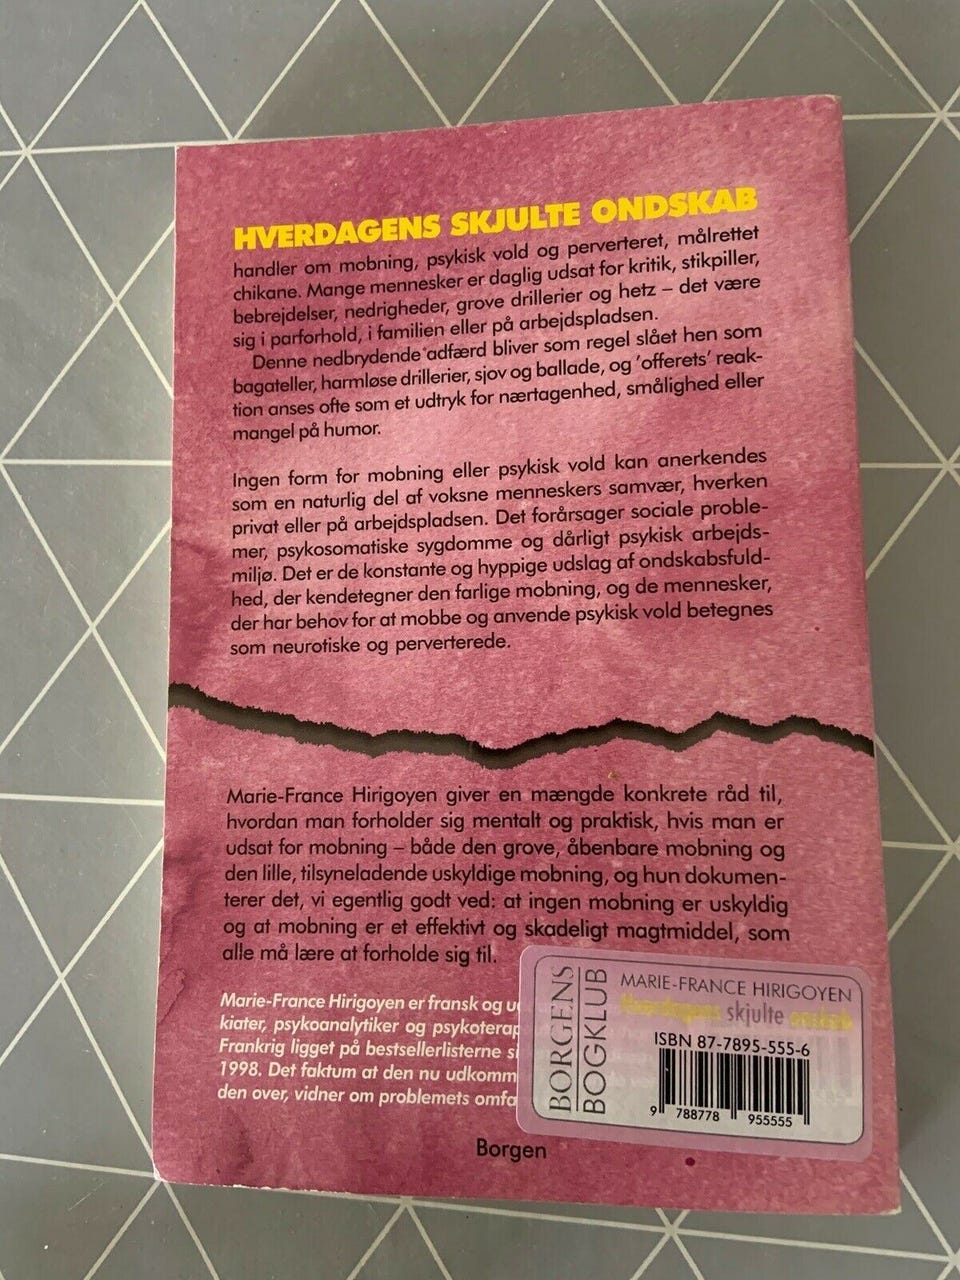 HVERDAGENS SKJULTE ONDSKAB
handler om mobning, psykisk vold og perverteret, målrettet
chikane. Mange mennesker er daglig udsat for kritik, stikpiller,
bebrejdelser, nedrigheder, grove drillerier og hetz – det være
sig i parforhold, i familien eller på arbejdspladsen.
Denne nedbrydende adfærd bliver som regel slået hen som
bagateller, harmløse drillerier, sjov og ballade, og 'offerets' reak-
tion anses ofte som et udtryk for nærtagenhed, smålighed eller
mangel på humor.
Ingen form for mobning eller psykisk vold kan anerkendes
som en naturlig del af voksne menneskers samvær, hverken
privat eller på arbejdspladsen. Det forårsager sociale proble-
mer, psykosomatiske sygdomme og dårligt psykisk arbejds-
miljø. Det er de konstante og hyppige udslag af ondskabsfuld-
hed, der kendetegner den farlige mobning, og de mennesker,
der har behov for at mobbe og anvende psykisk vold betegnes
som neurotiske og perverterede.
Marie-France Hirigoyen giver en mængde konkrete råd til,
hvordan man forholder sig mentalt og praktisk, hvis man er
udsat for mobning – både den grove, åbenbare mobning og
den lille, tilsyneladende uskyldige mobning, og hun dokumen-
terer det, vi egentlig godt ved: at ingen mobning er uskyldig
og at mobning er et effektivt og skadeligt magtmiddel, som
alle må lære at forholde sig til.
Marie-France Hirigoyen er fransk og u
kiater, psykoanalytiker og psykoterap
Frankrig ligget på bestsellerlisterne si
1998. Det faktum at den nu udkomm
den over, vidner om problemets omfa
Borgen
BORGENS
BOGKLUB
MARIE-FRANCE HIRIGOYEN
Hverdagens skjulte ondskab
ISBN 87-7895-555-6
9 788778 955555